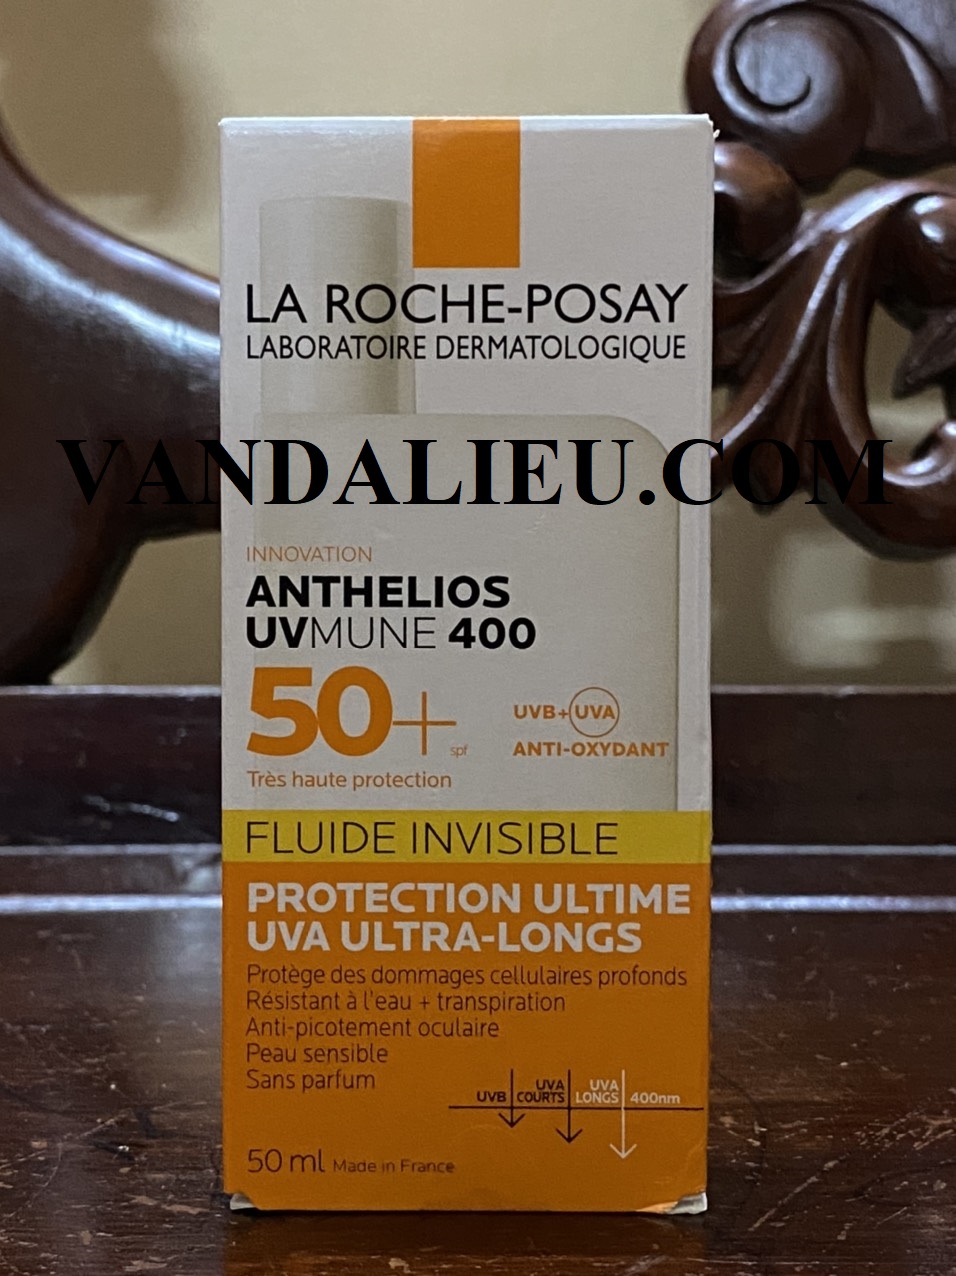 LA ROCHE-POSAY
LABORATOIRE DERMATOLOGIQUE
VANDALIEU.COM
INNOVATION
ANTHELIOS
UVMUNE 400
50+ spf
UVB+UVA
ANTI-OXYDANT
Très haute protection
FLUIDE INVISIBLE
PROTECTION ULTIME
UVA ULTRA-LONGS
Protège des dommages cellulaires profonds
Résistant à l'eau + transpiration
Anti-picotement oculaire
Peau sensible
Sans parfum
UVB UVA COURTS UVA LONGS 400nm
50 ml Made in France